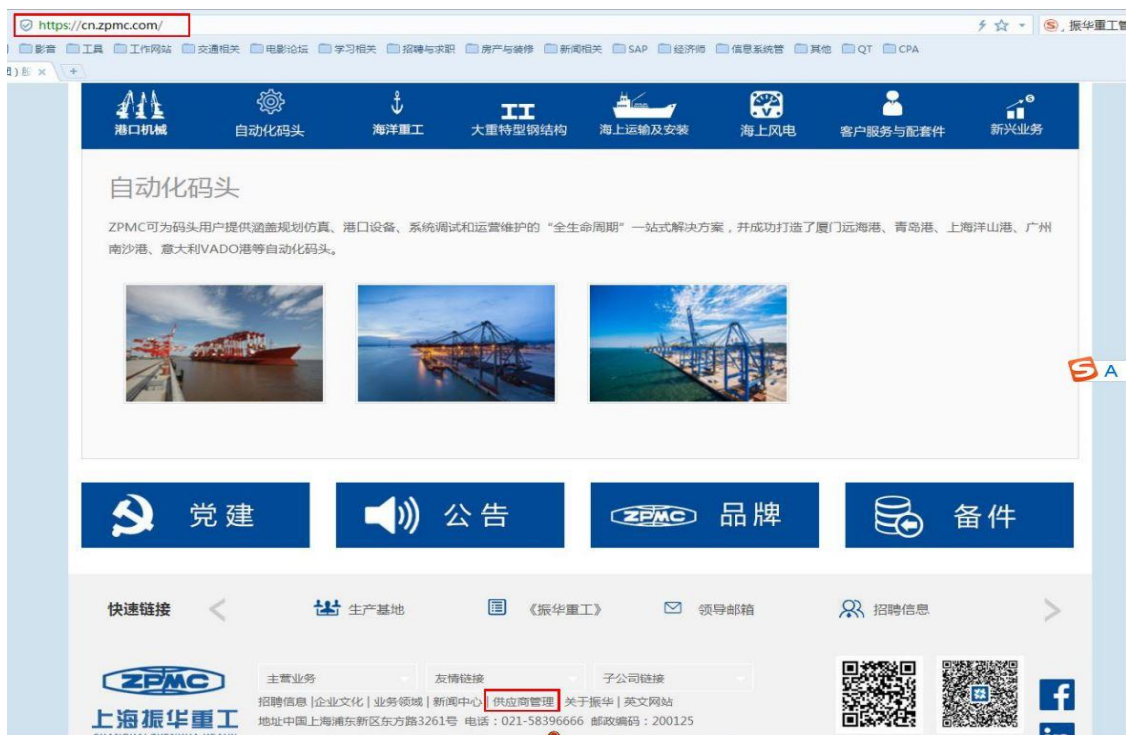 https://cn.zpmc.com/
振华重工管
影音 工具 工作网站 交通相关 电影论坛 学习相关 招聘与求职 房产与装修 新闻相关 SAP 经济师 信息系统管 其他 QT CPA
港口机械 自动化码头 海洋重工 大重特型钢结构 海上运输及安装 海上风电 客户服务与配套件 新兴业务
自动化码头
ZPMC可为码头用户提供涵盖规划仿真、港口设备、系统调试和运营维护的“全生命周期”一站式解决方案，并成功打造了厦门远海港、青岛港、上海洋山港、广州
南沙港、意大利VADO港等自动化码头。
A
党建 公告 ZPMC 品牌 备件
快速链接 生产基地 《振华重工》 领导邮箱 招聘信息
ZPMC
上海振华重工
主营业务 友情链接 子公司链接
招聘信息 | 企业文化 | 业务领域 | 新闻中心 | 供应商管理 | 关于振华 | 英文网站
地址中国上海浦东新区东方路3261号 电话：021-58396666 邮政编码：200125